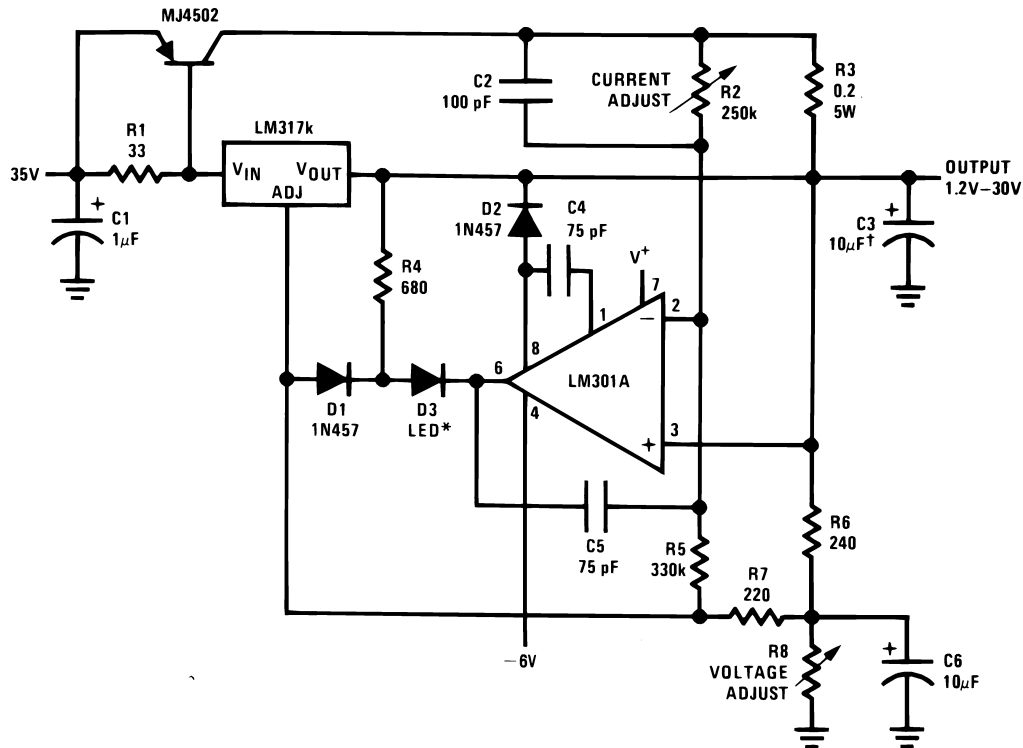 MJ4502
R1
33
LM317k
V_IN
V_OUT
ADJ
35V
C1
+
1μF
C2
100 pF
CURRENT
ADJUST
R2
250k
R3
0.2
5W
OUTPUT
1.2V–30V
+
C3
10μF†
D2
1N457
C4
75 pF
V+
7
R4
680
1
2
−
8
6
LM301A
4
+
3
D1
1N457
D3
LED*
C5
75 pF
R5
330k
R6
240
R7
220
−6V
R8
VOLTAGE
ADJUST
+
C6
10μF